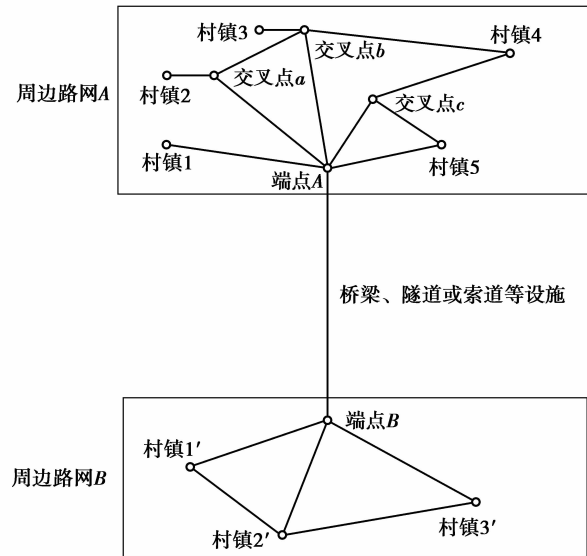 村镇3
交叉点b
村镇4
周边路网A
村镇2
交叉点a
交叉点c
村镇1
村镇5
端点A
桥梁、隧道或索道等设施
端点B
村镇1′
周边路网B
村镇2′
村镇3′